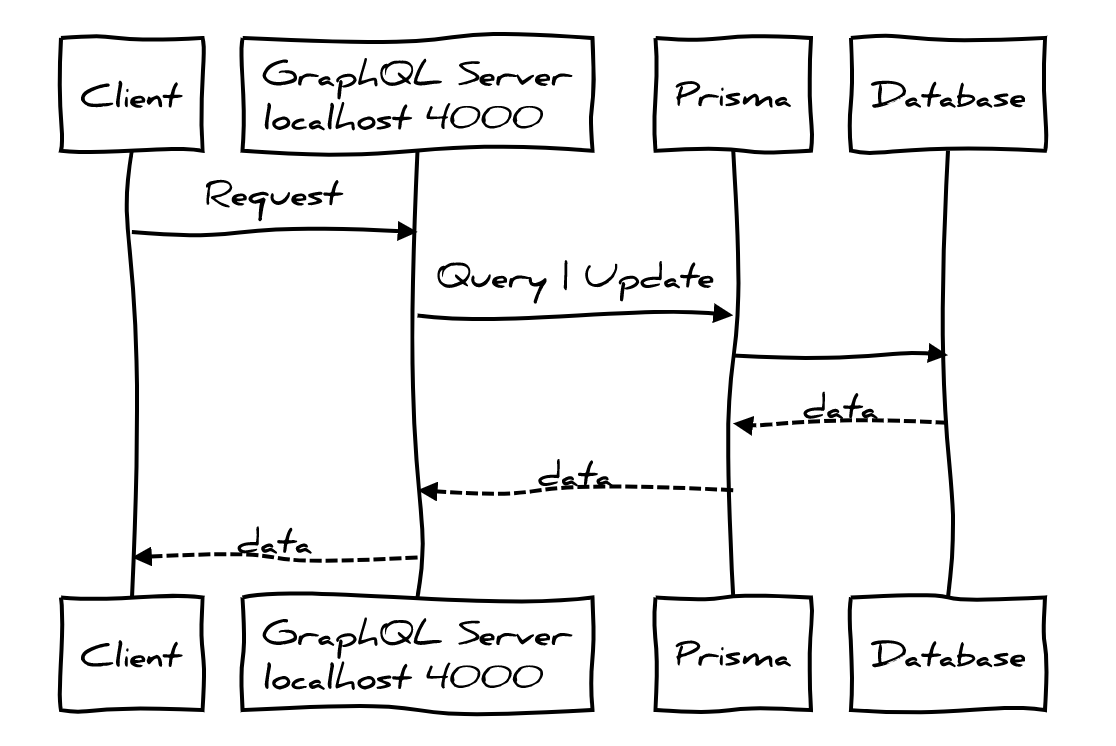 Client
GraphQL Server
localhost 4000
Prisma
Database
Request
Query | Update
data
data
data
Client
GraphQL Server
localhost 4000
Prisma
Database